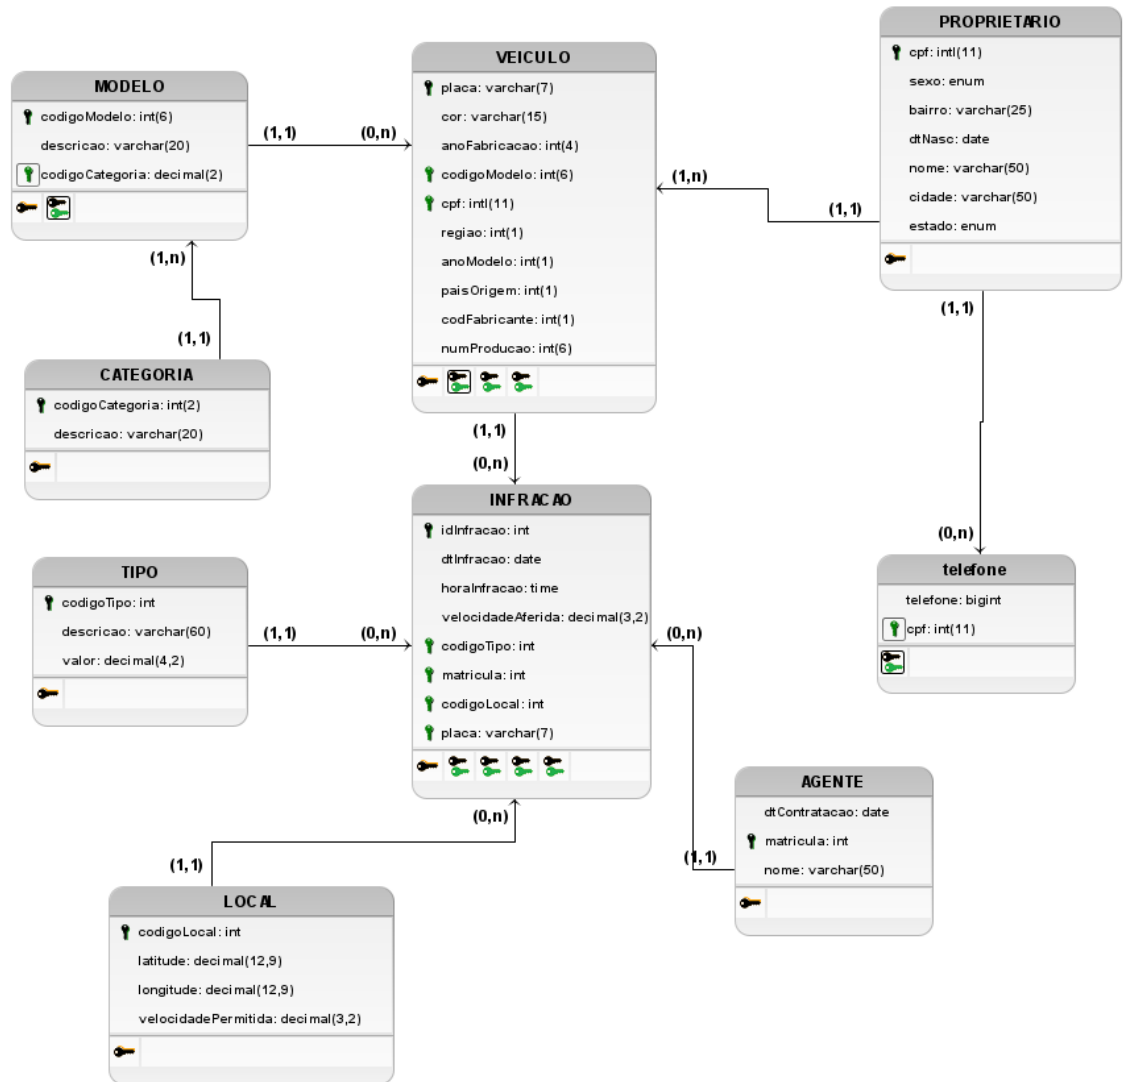 PROPRIETARIO
cpf: intl(11)
sexo: enum
bairro: varchar(25)
dtNasc: date
nome: varchar(50)
cidade: varchar(50)
estado: enum
VEICULO
placa: varchar(7)
cor: varchar(15)
anoFabricacao: int(4)
codigoModelo: int(6)
cpf: intl(11)
regiao: int(1)
anoModelo: int(1)
paisOrigem: int(1)
codFabricante: int(1)
numProducao: int(6)
MODELO
codigoModelo: int(6)
descricao: varchar(20)
codigoCategoria: decimal(2)
(1,1)
(0,n)
(1,n)
(1,1)
(1,n)
(1,1)
CATEGORIA
codigoCategoria: int(2)
descricao: varchar(20)
(1,1)
(0,n)
(1,1)
(0,n)
INFRACAO
idInfracao: int
dtInfracao: date
horaInfracao: time
velocidadeAferida: decimal(3,2)
codigoTipo: int
matricula: int
codigoLocal: int
placa: varchar(7)
TIPO
codigoTipo: int
descricao: varchar(60)
valor: decimal(4,2)
(1,1)
(0,n)
(0,n)
telefone
telefone: bigint
cpf: int(11)
AGENTE
dtContratacao: date
matricula: int
nome: varchar(50)
(1,1)
(0,n)
(1,1)
LOCAL
codigoLocal: int
latitude: decimal(12,9)
longitude: decimal(12,9)
velocidadePermitida: decimal(3,2)